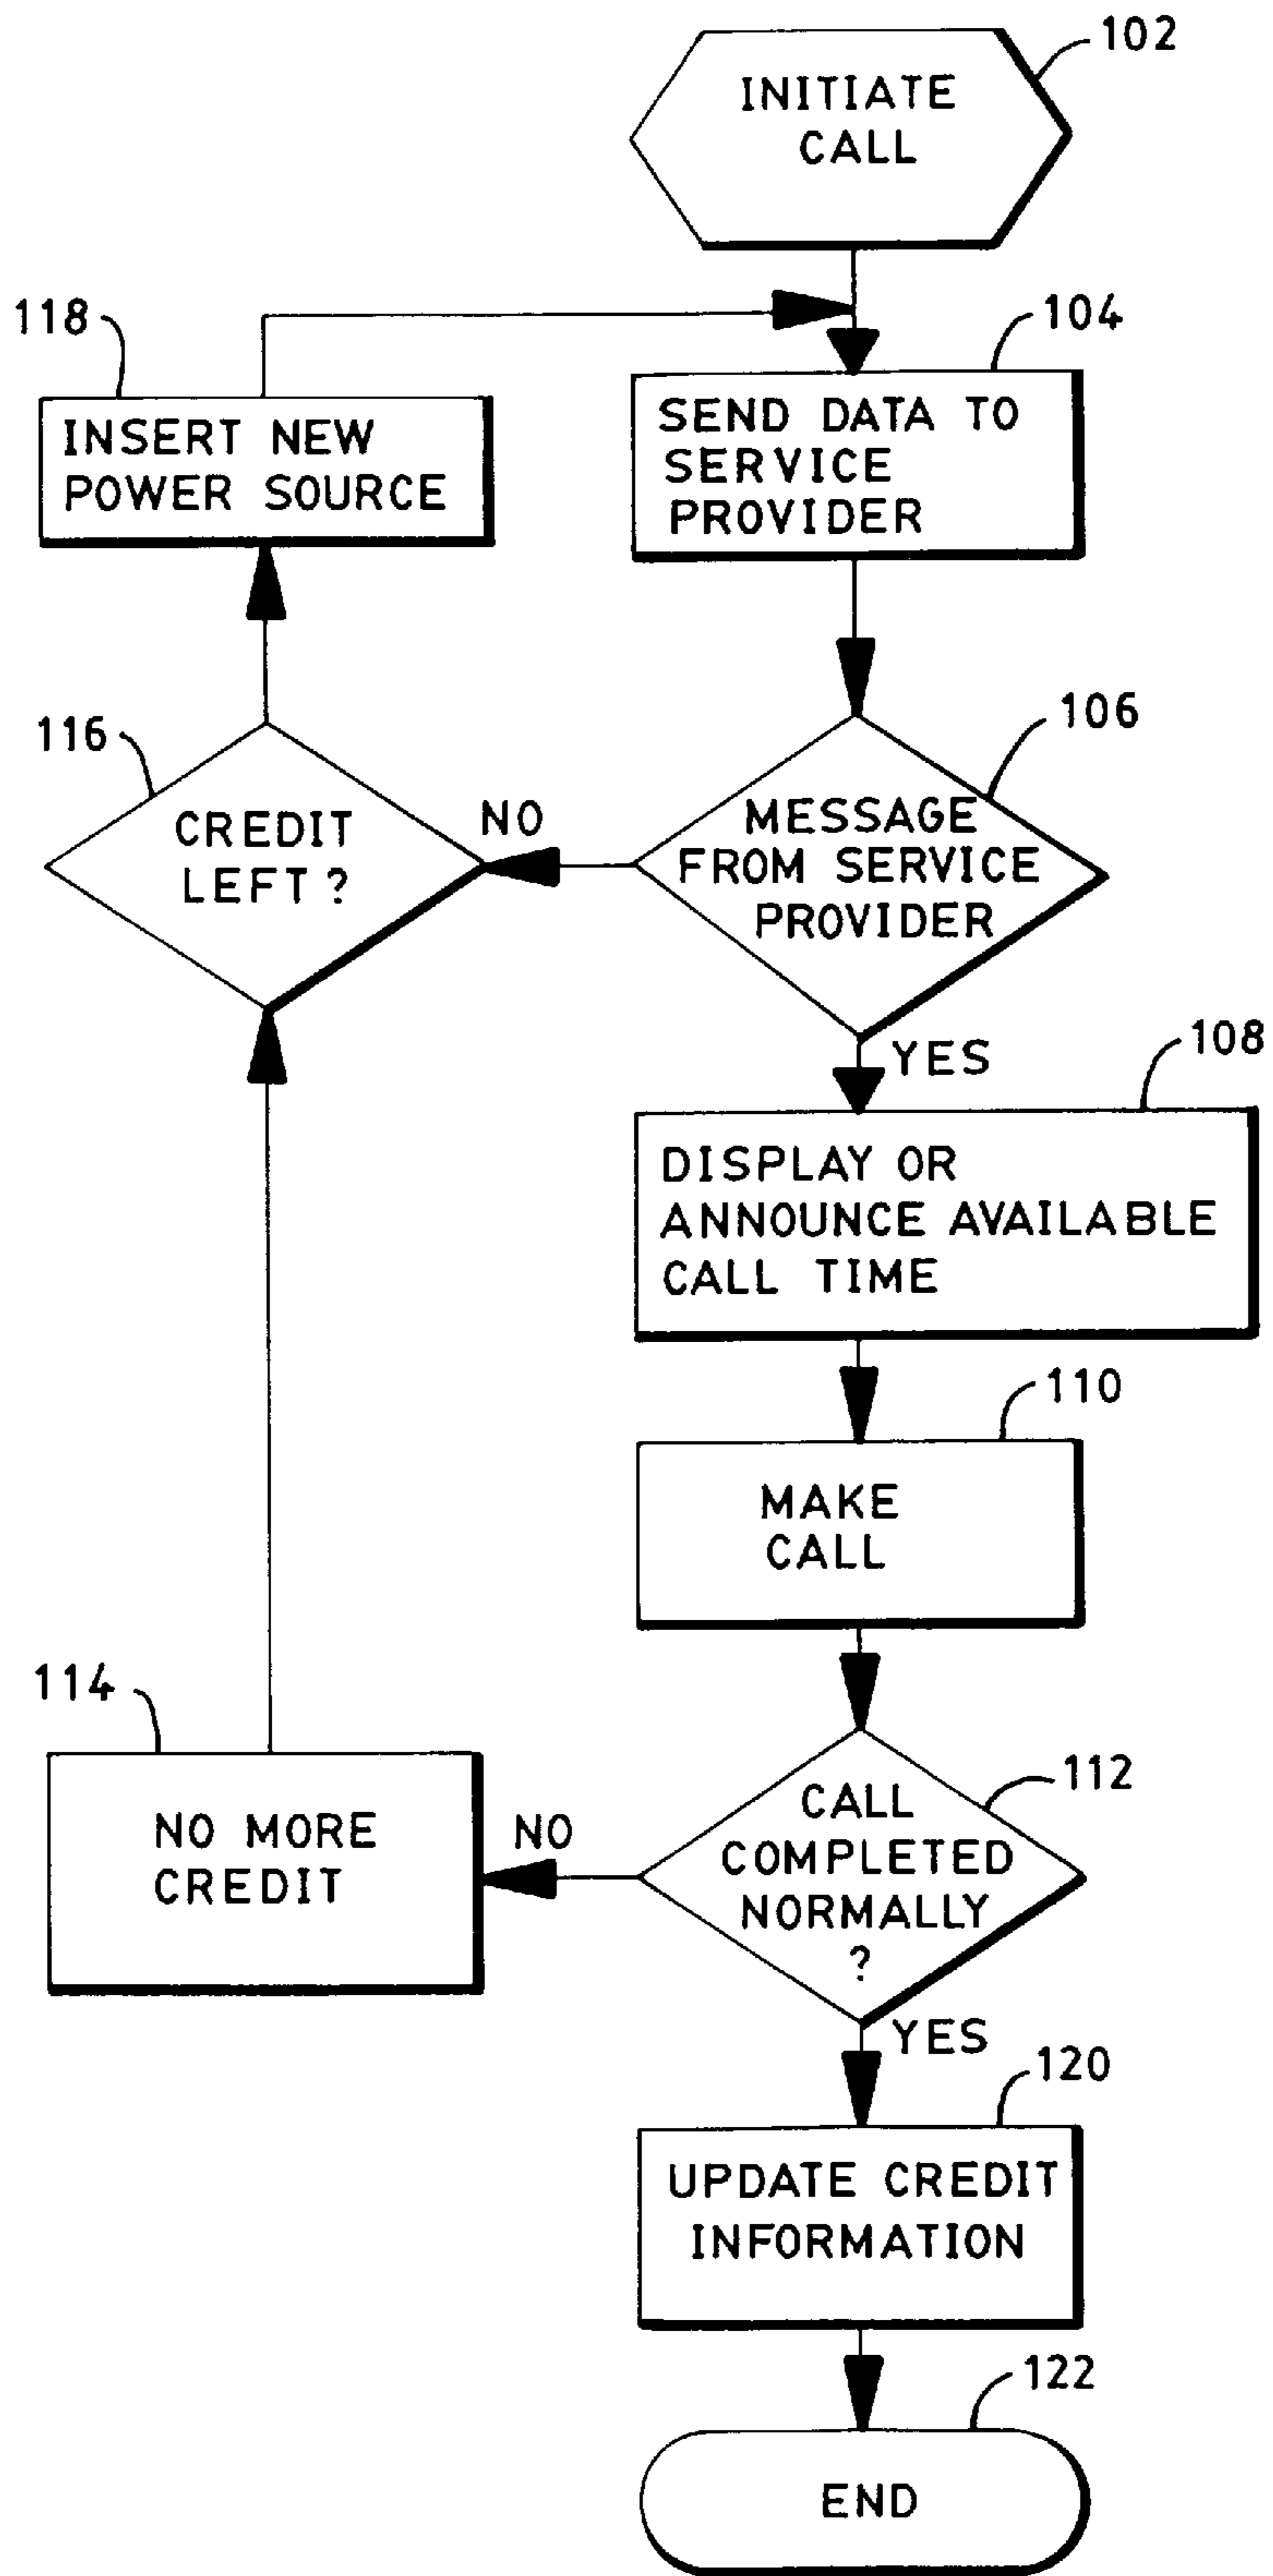 102
INITIATE
CALL
118
104
INSERT NEW
POWER SOURCE
SEND DATA TO
SERVICE
PROVIDER
116
106
CREDIT
LEFT?
NO
MESSAGE
FROM SERVICE
PROVIDER
YES
108
DISPLAY OR
ANNOUNCE AVAILABLE
CALL TIME
110
MAKE
CALL
114
112
NO MORE
CREDIT
NO
CALL
COMPLETED
NORMALLY
?
YES
120
UPDATE CREDIT
INFORMATION
122
END